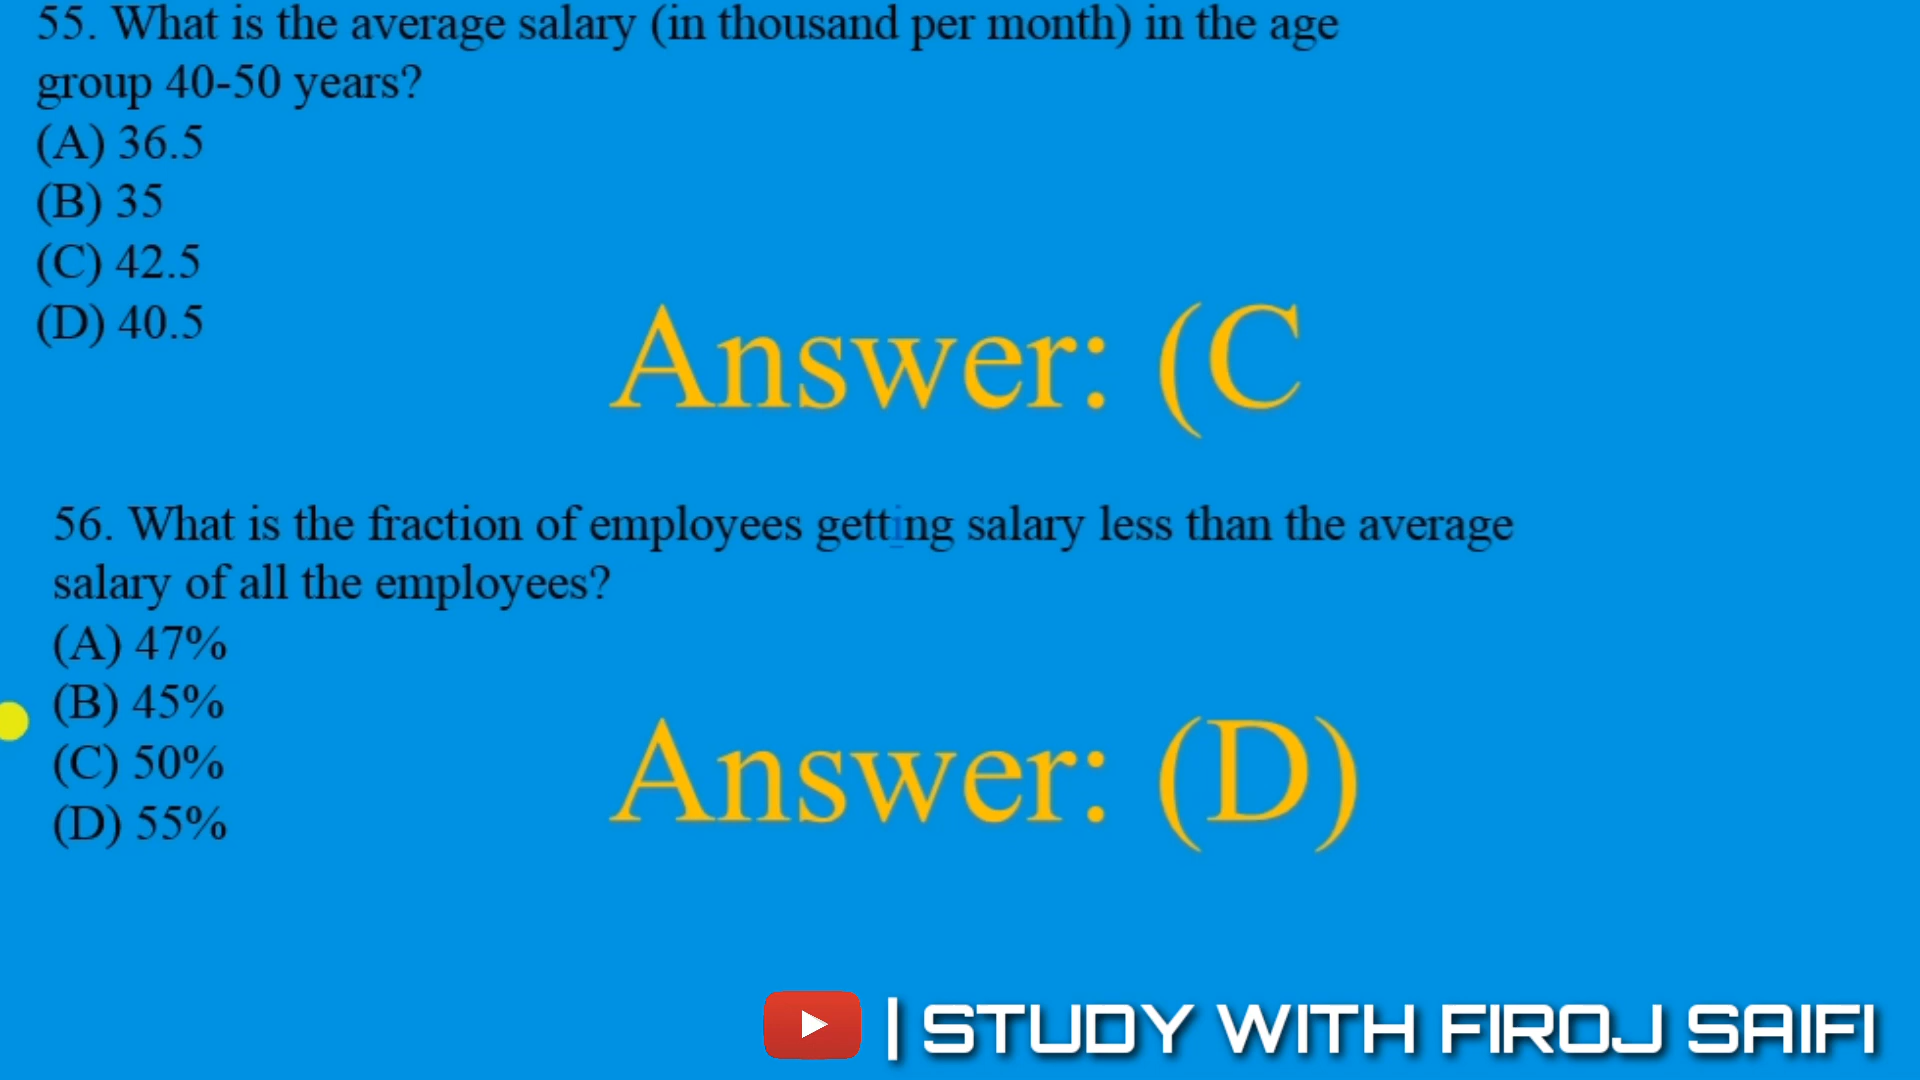 55. What is the average salary (in thousand per month) in the age
group 40-50 years?
(A) 36.5
(B) 35
(C) 42.5
(D) 40.5
Answer: (C
56. What is the fraction of employees getting salary less than the average
salary of all the employees?
(A) 47%
(B) 45%
(C) 50%
(D) 55%
Answer: (D)
| STUDY WITH FIROJ SAIFI